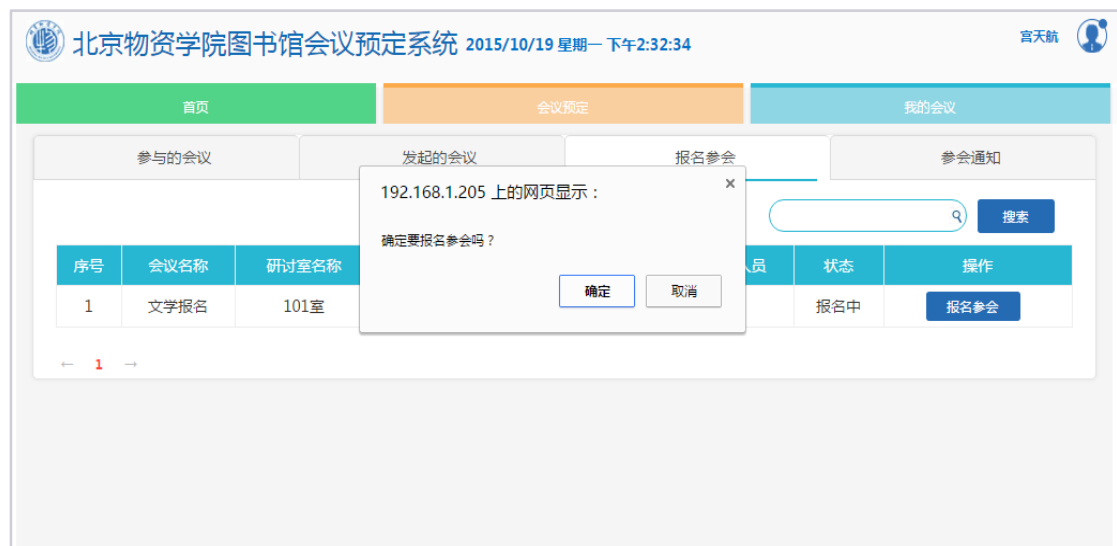 北京物资学院图书馆会议预定系统 2015/10/19 星期一 下午2:32:34
宫天航
首页 会议预定 我的会议
参与的会议 发起的会议 报名参会 参会通知
192.168.1.205 上的网页显示： ×
搜索
确定要报名参会吗？
序号 会议名称 研讨室名称 人员 状态 操作
确定 取消
1 文学报名 101室 报名中 报名参会
← 1 →